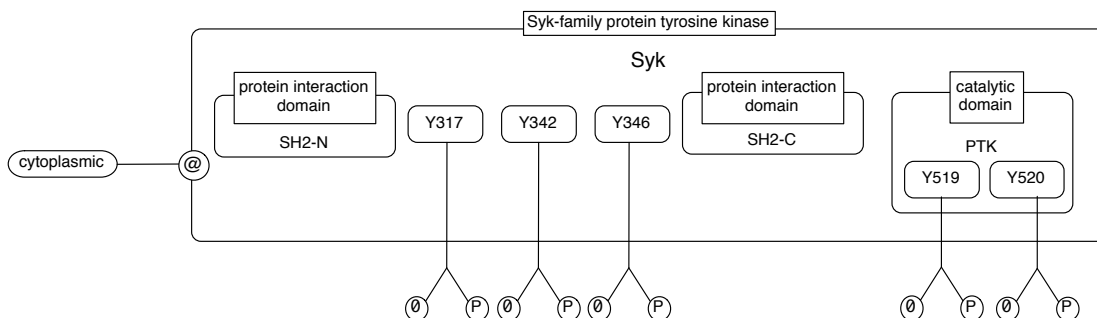 Syk-family protein tyrosine kinase
Syk
protein interaction
domain
SH2-N
Y317
Y342
Y346
protein interaction
domain
SH2-C
catalytic
domain
PTK
Y519
Y520
cytoplasmic
@
0
P
0
P
0
P
0
P
0
P